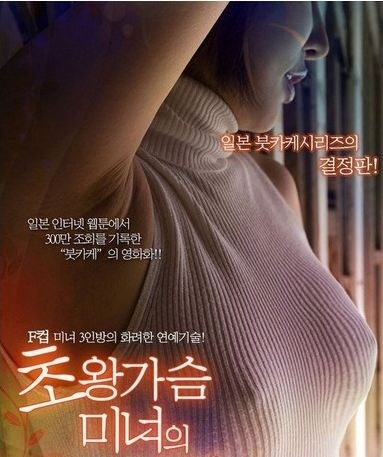 일본 붓카케시리즈의
결정판!
일본 인터넷 웹툰에서
300만 조회를 기록한
“붓카케”의 영화화!!
F컵 미녀 3인방의 화려한 연예기술!
초왕가슴
미녀의